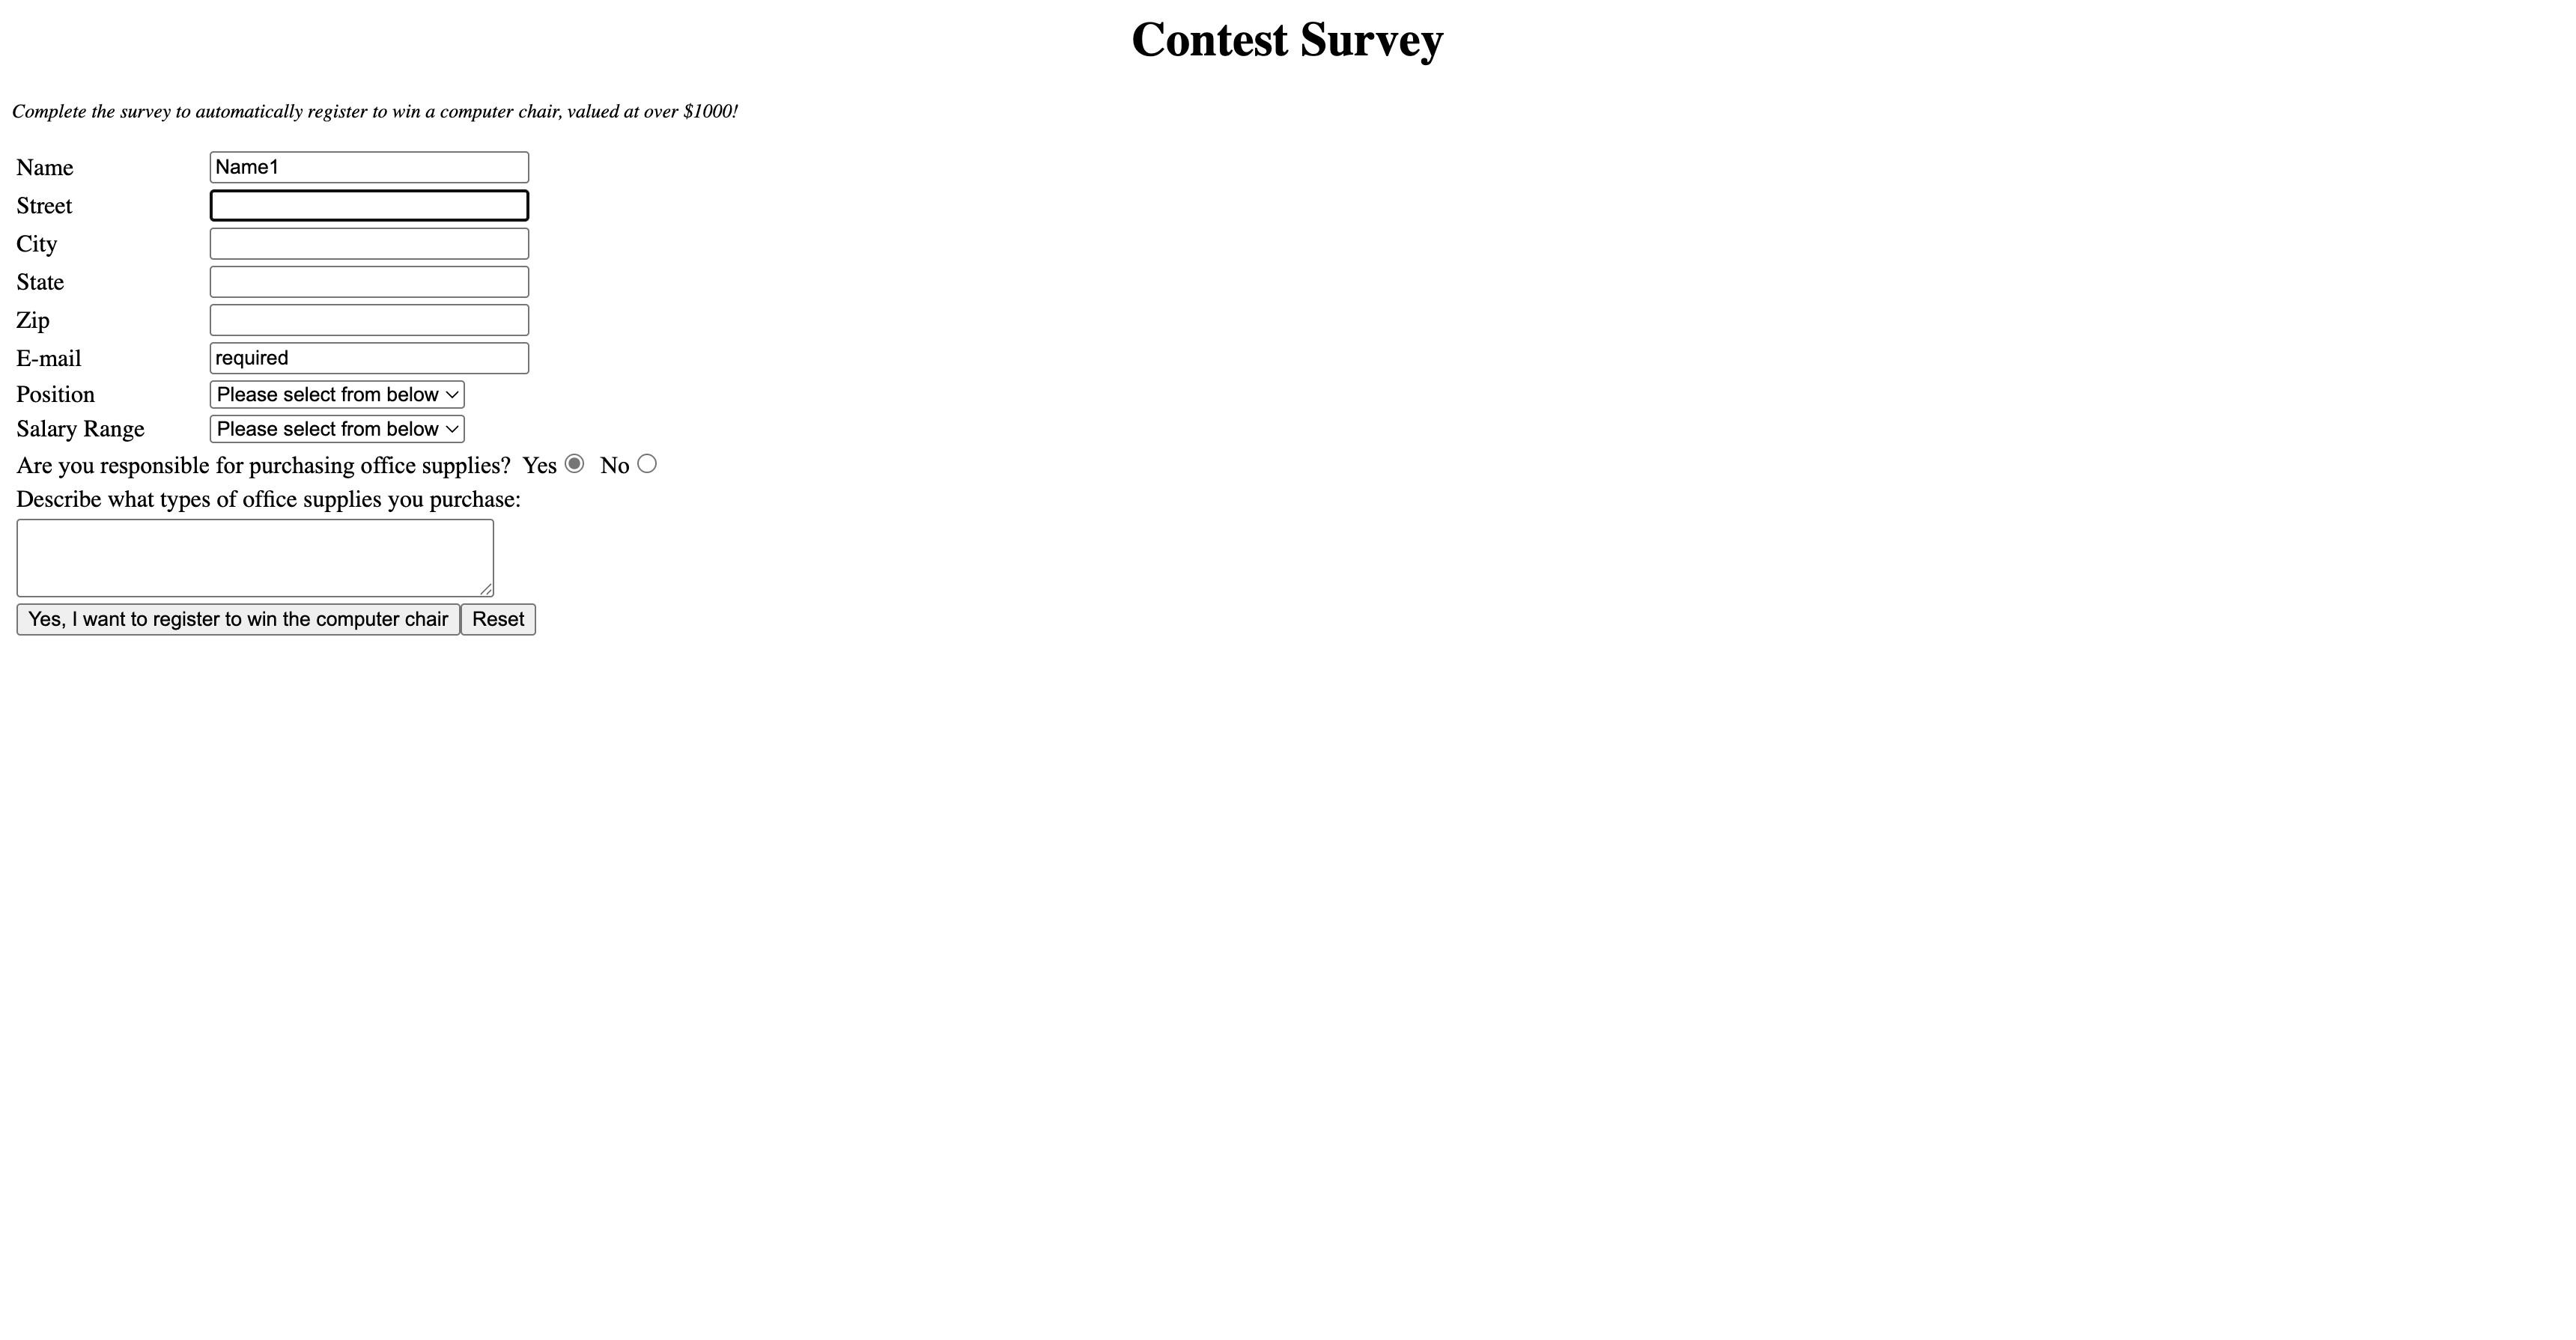 Contest Survey
Complete the survey to automatically register to win a computer chair, valued at over $1000!
Name Name1
Street
City
State
Zip
E-mail required
Position Please select from below
Salary Range Please select from below
Are you responsible for purchasing office supplies? Yes No
Describe what types of office supplies you purchase:
Yes, I want to register to win the computer chair Reset